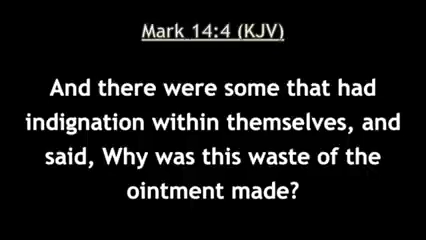 Mark 14:4 (KJV)
And there were some that had
indignation within themselves, and
said, Why was this waste of the
ointment made?